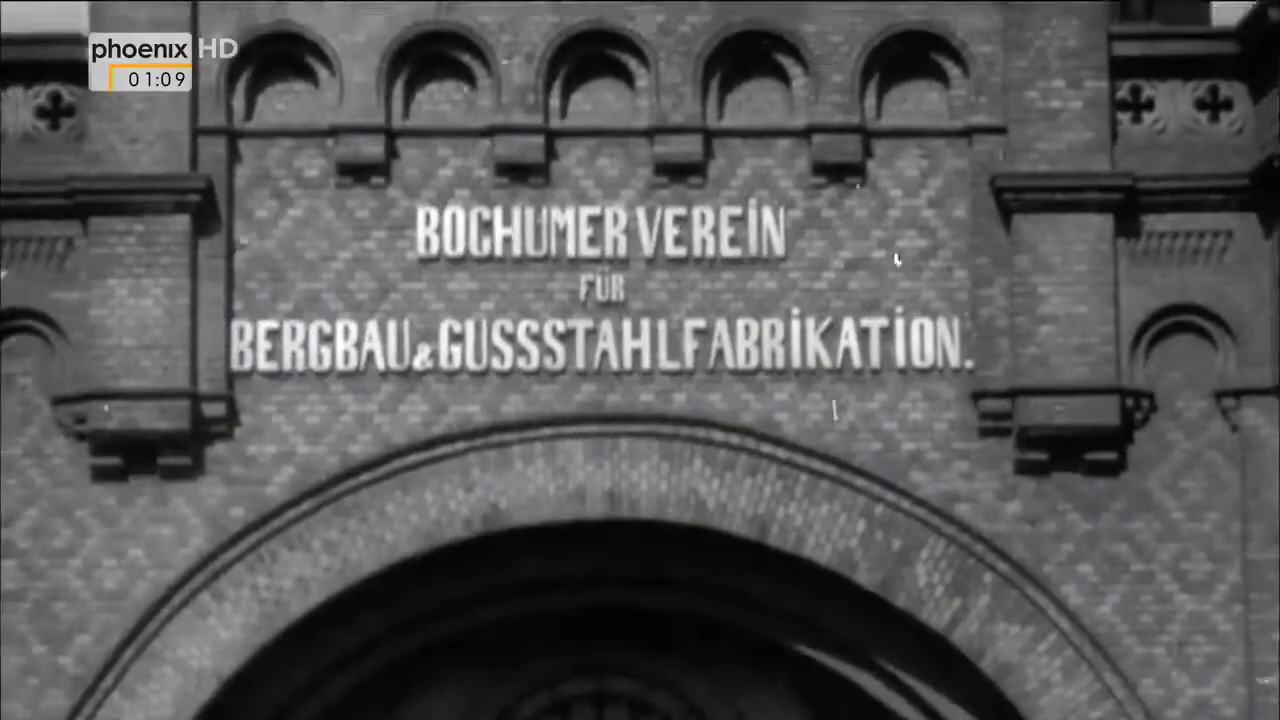 phoenix HD
01:09
BOCHUMER VEREIN
FÜR
BERGBAU & GUSSSTAHLFABRIKATION.